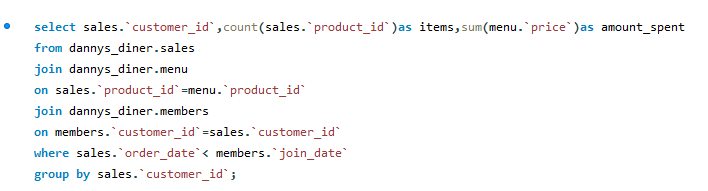 select sales.`customer_id`,count(sales.`product_id`)as items,sum(menu.`price`)as amount_spent
from dannys_diner.sales
join dannys_diner.menu
on sales.`product_id`=menu.`product_id`
join dannys_diner.members
on members.`customer_id`=sales.`customer_id`
where sales.`order_date`< members.`join_date`
group by sales.`customer_id`;